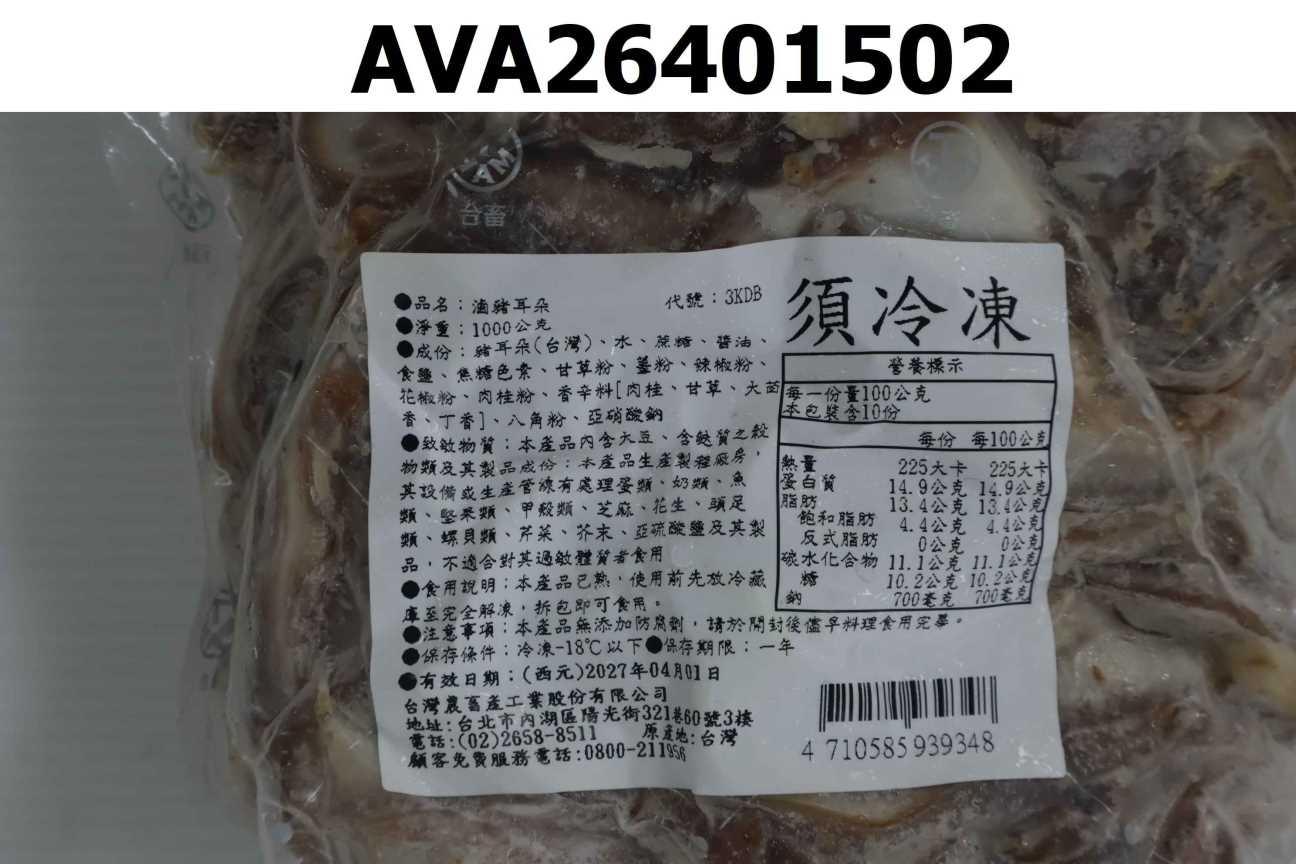 AVA26401502
●品名：滷豬耳朵 代號：3KDB
●淨重：1000公克
●成份：豬耳朵(台灣)、水、蔗糖、醬油、
食鹽、焦糖色素、甘草粉、薑粉、辣椒粉、
花椒粉、肉桂粉、香辛料[肉桂、甘草、大茴
香、丁香]、八角粉、亞硝酸鈉
●致敏物質：本產品內含大豆、含麩質之穀
物類及其製品成份：本產品生產製程廠房，
其設備或生產管線有處理蛋類、奶類、魚
類、堅果類、甲殼類、芝麻、花生、頭足
類、螺貝類、芹菜、芥末、亞硫酸鹽及其製
品，不適合對其過敏體質者食用
●食用說明：本產品已熟，使用前先放冷藏
庫至完全解凍，拆包即可食用。
●注意事項：本產品無添加防腐劑，請於開封後儘早料理食用完畢。
●保存條件：冷凍-18℃以下●保存期限：一年
●有效日期：(西元)2027年04月01日
台灣農畜產工業股份有限公司
地址:台北市內湖區陽光街321巷60號3樓
電話:(02)2658-8511 原產地:台灣
顧客免費服務電話:0800-211956
須冷凍
營養標示
每一份量100公克
本包裝含10份
每份 每100公克
熱量 225大卡 225大卡
蛋白質 14.9公克 14.9公克
脂肪 13.4公克 13.4公克
飽和脂肪 4.4公克 4.4公克
反式脂肪 0公克 0公克
碳水化合物 11.1公克 11.1公克
糖 10.2公克 10.2公克
鈉 700毫克 700毫克
4 710585 939348